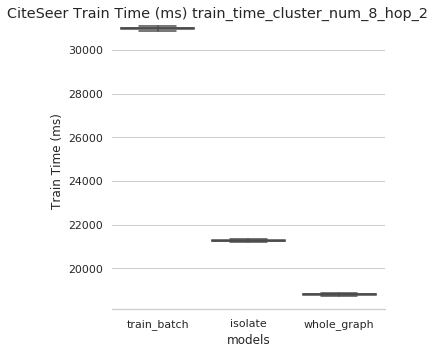 CiteSeer Train Time (ms) train_time_cluster_num_8_hop_2
30000
28000
26000
24000
22000
20000
Train Time (ms)
train_batch isolate whole_graph
models